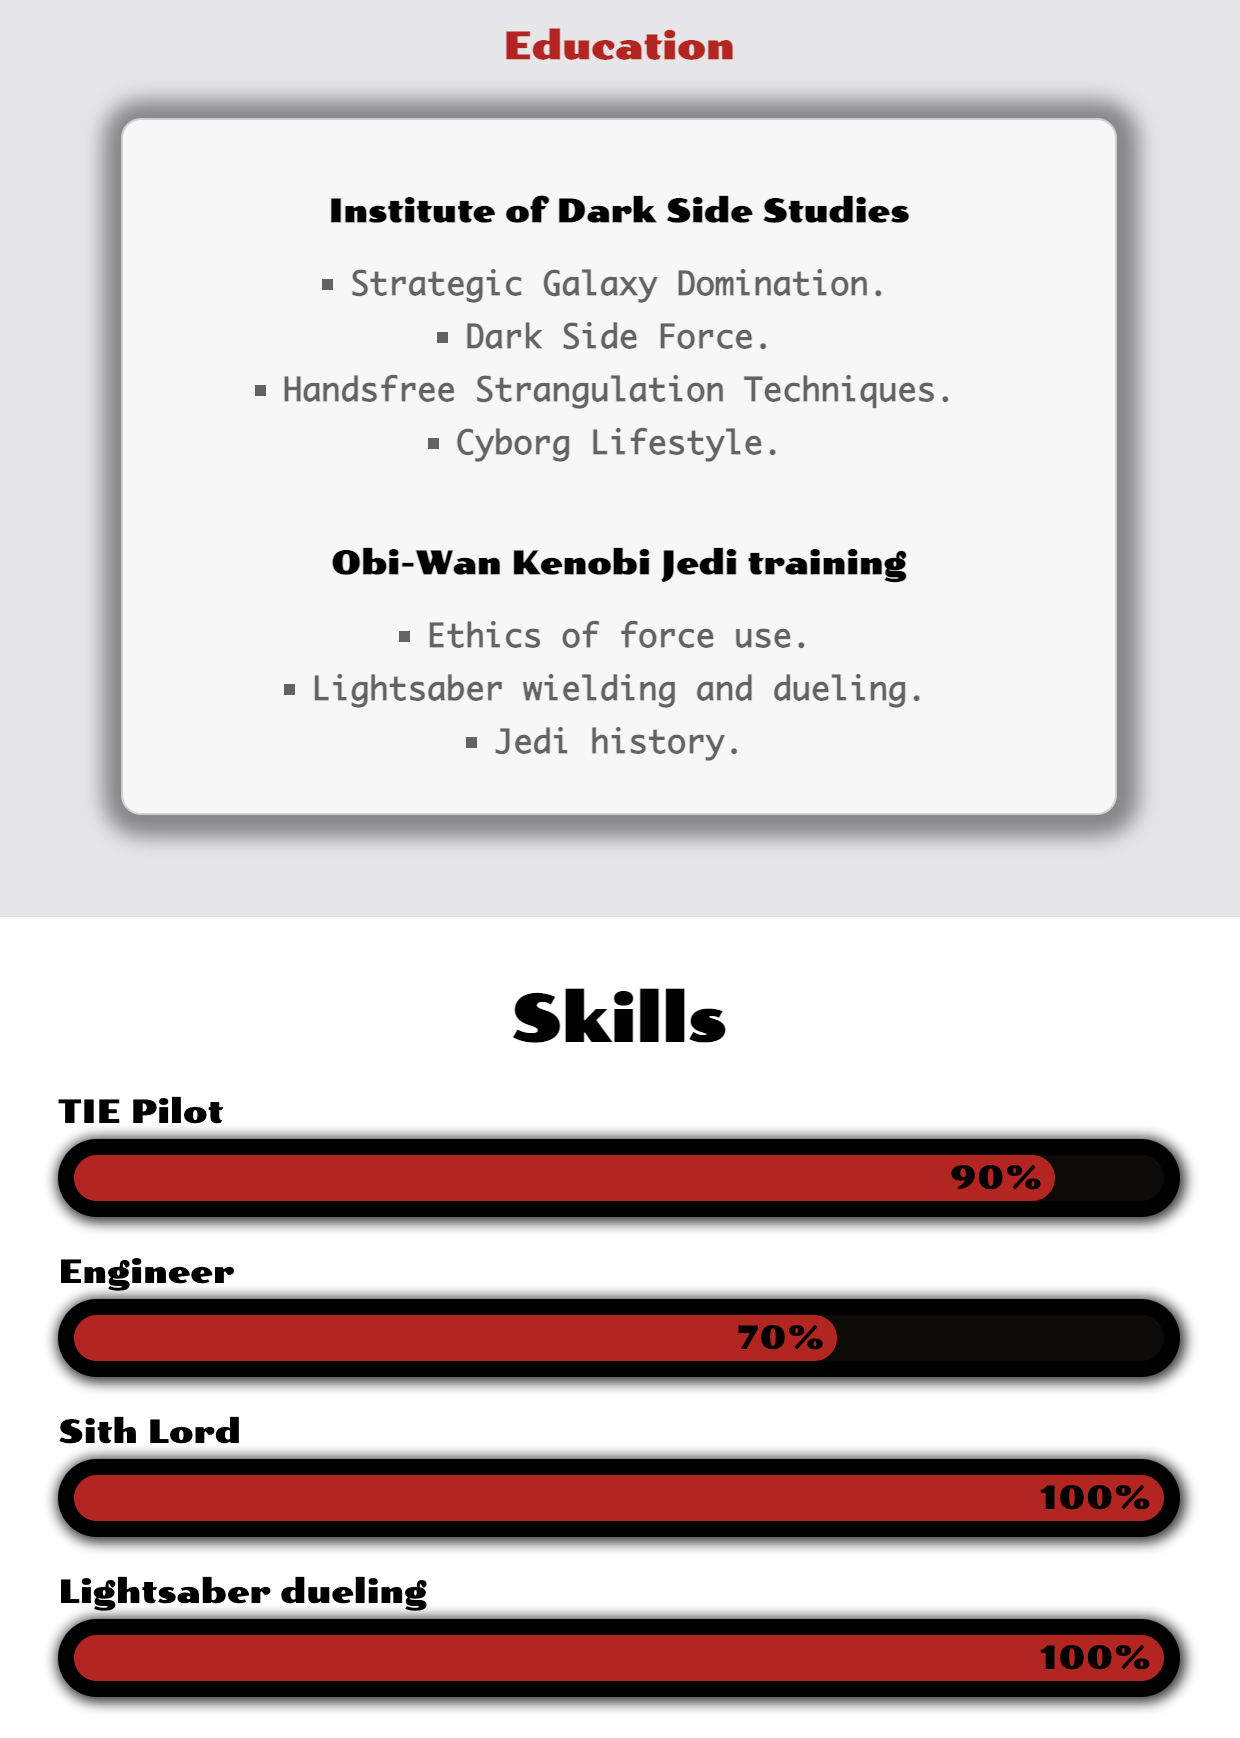 Education
Institute of Dark Side Studies
▪ Strategic Galaxy Domination.
▪ Dark Side Force.
▪ Handsfree Strangulation Techniques.
▪ Cyborg Lifestyle.
Obi-Wan Kenobi Jedi training
▪ Ethics of force use.
▪ Lightsaber wielding and dueling.
▪ Jedi history.
Skills
TIE Pilot
90%
Engineer
70%
Sith Lord
100%
Lightsaber dueling
100%